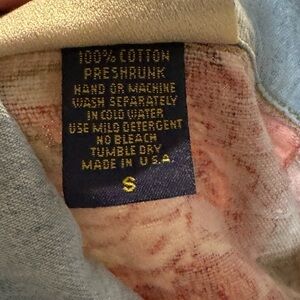 100% COTTON
PRESHRUNK
HAND OR MACHINE
WASH SEPARATELY
IN COLD WATER
USE MILD DETERGENT
NO BLEACH
TUMBLE DRY
MADE IN U.S.A.
S